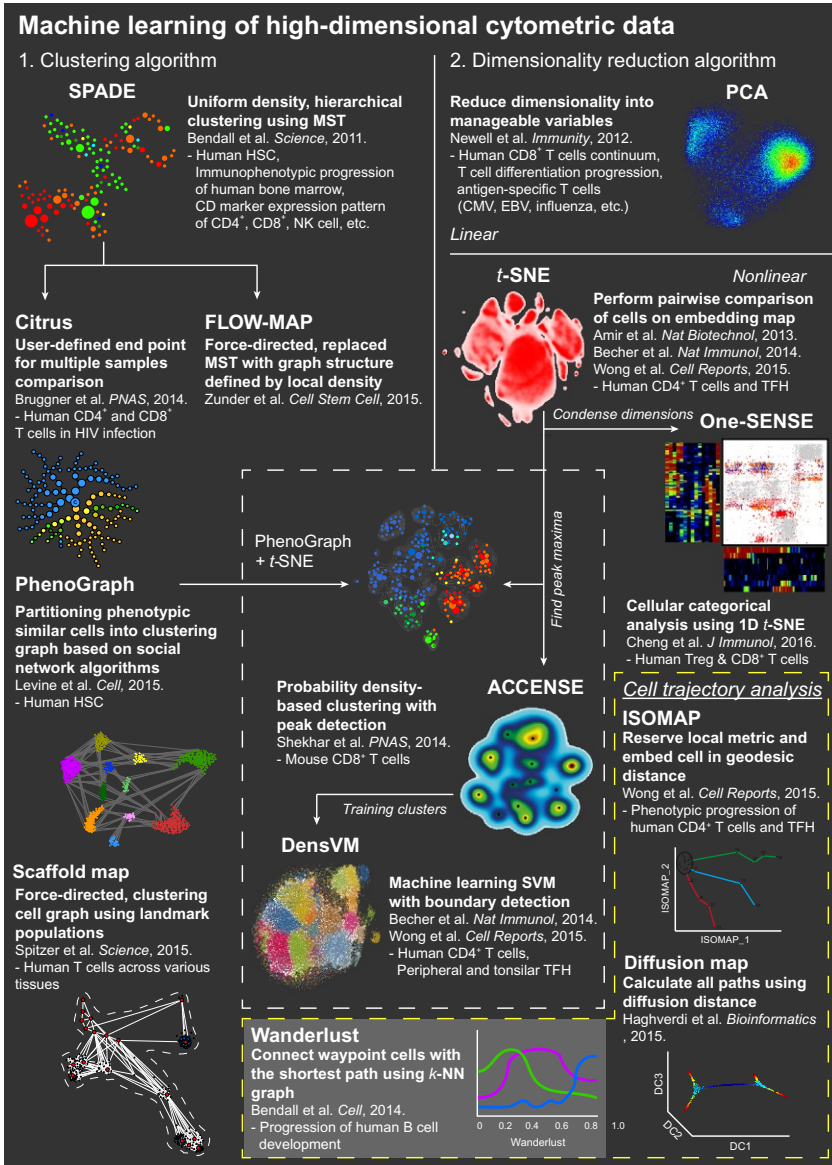 Machine learning of high-dimensional cytometric data
1. Clustering algorithm
SPADE
Uniform density, hierarchical
clustering using MST
Bendall et al. Science, 2011.
- Human HSC,
Immunophenotypic progression
of human bone marrow,
CD marker expression pattern
of CD4⁺, CD8⁺, NK cell, etc.
Citrus
User-defined end point
for multiple samples
comparison
Bruggner et al. PNAS, 2014.
- Human CD4⁺ and CD8⁺
T cells in HIV infection
FLOW-MAP
Force-directed, replaced
MST with graph structure
defined by local density
Zunder et al. Cell Stem Cell, 2015.
PhenoGraph
Partitioning phenotypic
similar cells into clustering
graph based on social
network algorithms
Levine et al. Cell, 2015.
- Human HSC
Scaffold map
Force-directed, clustering
cell graph using landmark
populations
Spitzer et al. Science, 2015.
- Human T cells across various
tissues
2. Dimensionality reduction algorithm
PCA
Reduce dimensionality into
manageable variables
Newell et al. Immunity, 2012.
- Human CD8⁺ T cells continuum,
T cell differentiation progression,
antigen-specific T cells
(CMV, EBV, influenza, etc.)
Linear
Nonlinear
t-SNE
Perform pairwise comparison
of cells on embedding map
Amir et al. Nat Biotechnol, 2013.
Becher et al. Nat Immunol, 2014.
Wong et al. Cell Reports, 2015.
- Human CD4⁺ T cells and TFH
Condense dimensions
One-SENSE
Cellular categorical
analysis using 1D t-SNE
Cheng et al. J Immunol, 2016.
- Human Treg & CD8⁺ T cells
PhenoGraph
+ t-SNE
Find peak maxima
ACCENSE
Probability density-
based clustering with
peak detection
Shekhar et al. PNAS, 2014.
- Mouse CD8⁺ T cells
Training clusters
DensVM
Machine learning SVM
with boundary detection
Becher et al. Nat Immunol, 2014.
Wong et al. Cell Reports, 2015.
- Human CD4⁺ T cells,
Peripheral and tonsilar TFH
Cell trajectory analysis
ISOMAP
Reserve local metric and
embed cell in geodesic
distance
Wong et al. Cell Reports, 2015.
- Phenotypic progression of
human CD4⁺ T cells and TFH
ISOMAP_2
ISOMAP_1
Diffusion map
Calculate all paths using
diffusion distance
Haghverdi et al. Bioinformatics
, 2015.
DC3
DC2
DC1
Wanderlust
Connect waypoint cells with
the shortest path using k-NN
graph
Bendall et al. Cell, 2014.
- Progression of human B cell
development
0 0.2 0.4 0.6 0.8 1.0
Wanderlust